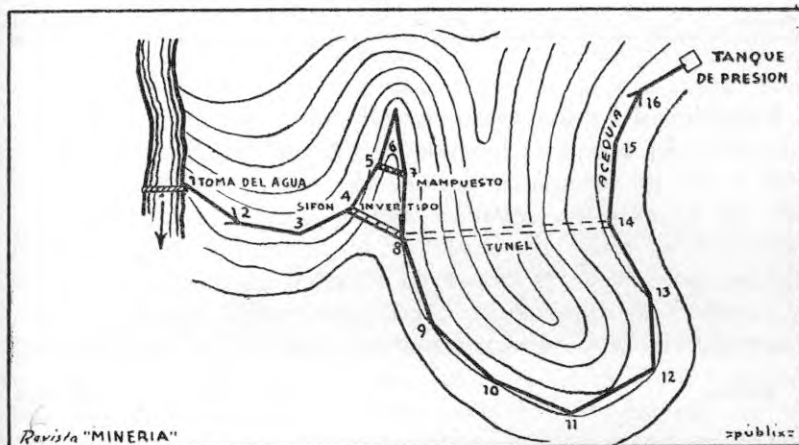 TANQUE
DE PRESION
16
ACEQUIA
15
6
5
7
1 TOMA DEL AGUA
MAMPUESTO
4
SIFON INVERTIDO
2
3
14
8
TUNEL
13
9
12
10
11
Revista "MINERIA"
=publix=